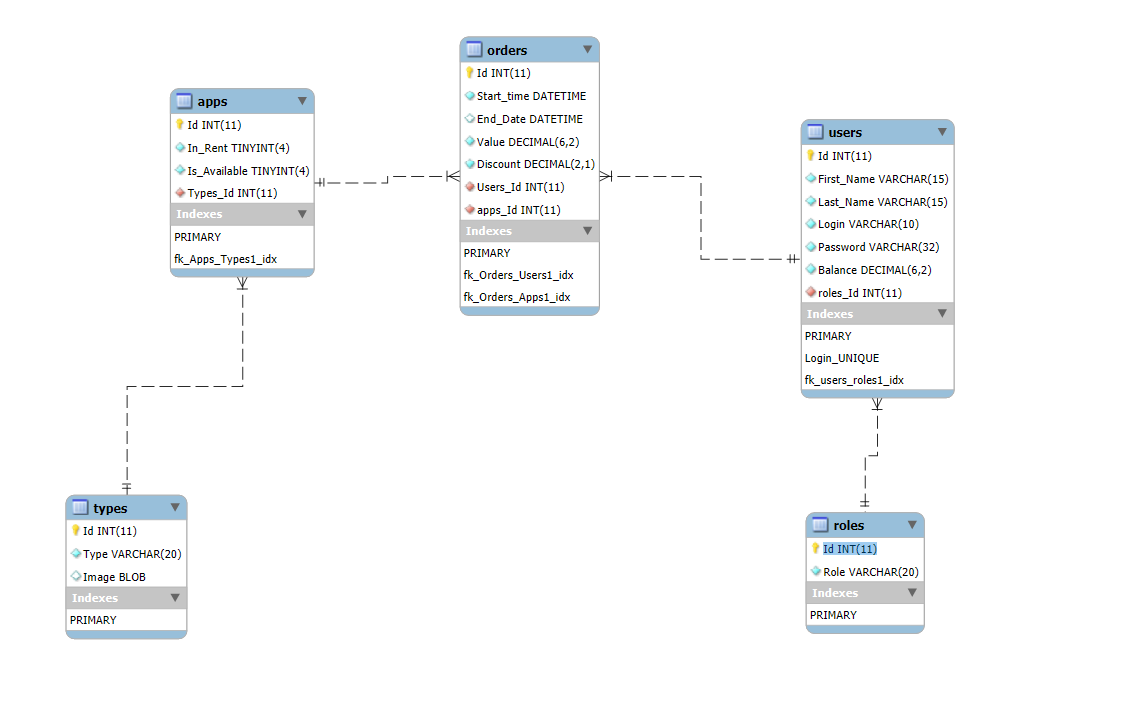 apps
Id INT(11)
In_Rent TINYINT(4)
Is_Available TINYINT(4)
Types_Id INT(11)
Indexes
PRIMARY
fk_Apps_Types1_idx
orders
Id INT(11)
Start_time DATETIME
End_Date DATETIME
Value DECIMAL(6,2)
Discount DECIMAL(2,1)
Users_Id INT(11)
apps_Id INT(11)
Indexes
PRIMARY
fk_Orders_Users1_idx
fk_Orders_Apps1_idx
users
Id INT(11)
First_Name VARCHAR(15)
Last_Name VARCHAR(15)
Login VARCHAR(10)
Password VARCHAR(32)
Balance DECIMAL(6,2)
roles_Id INT(11)
Indexes
PRIMARY
Login_UNIQUE
fk_users_roles1_idx
types
Id INT(11)
Type VARCHAR(20)
Image BLOB
Indexes
PRIMARY
roles
Id INT(11)
Role VARCHAR(20)
Indexes
PRIMARY